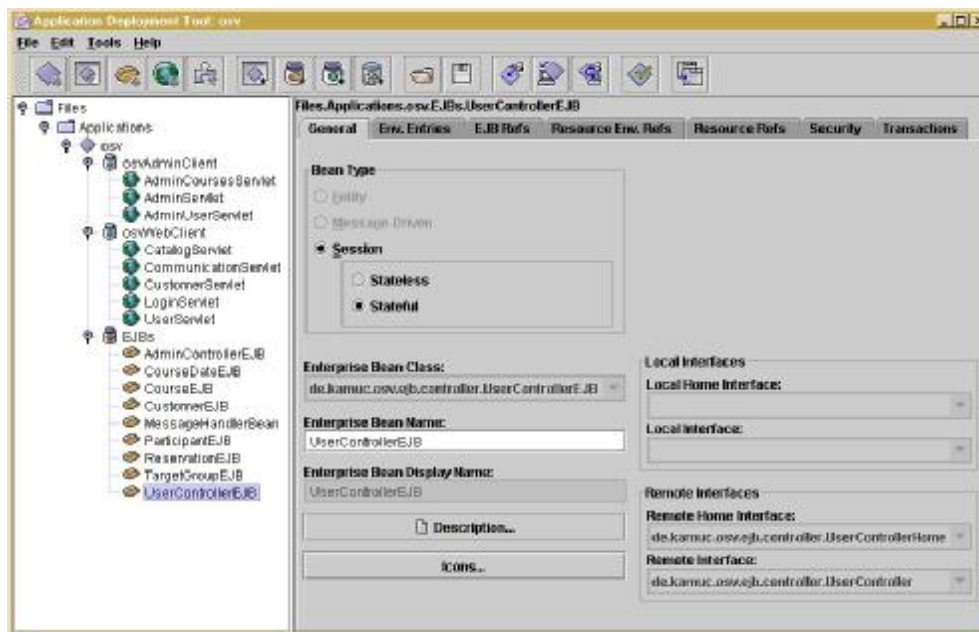 Application Deployment Tool: osv
File Edit Tools Help
Files
Applications
osv
osvAdminClient
AdminCoursesServlet
AdminServlet
AdminUserServlet
osvWebClient
CatalogServlet
CommunicationServlet
CustomerServlet
LoginServlet
UserServlet
EJBs
AdminControllerEJB
CourseDateEJB
CourseEJB
CustomerEJB
MessageHandlerBean
ParticipantEJB
ReservationEJB
TargetGroupEJB
UserControllerEJB
Files.Applications.osv.EJBs.UserControllerEJB
General Env. Entries EJB Refs Resource Env. Refs Resource Refs Security Transactions
Bean Type
Entity
Message-Driven
Session
Stateless
Stateful
Enterprise Bean Class:
de.kamuc.osv.ejb.controller.UserControllerEJB
Enterprise Bean Name:
UserControllerEJB
Enterprise Bean Display Name:
UserControllerEJB
Description...
Icons...
Local Interfaces
Local Home Interface:
Local Interface:
Remote Interfaces
Remote Home Interface:
de.kamuc.osv.ejb.controller.UserControllerHome
Remote Interface:
de.kamuc.osv.ejb.controller.UserController